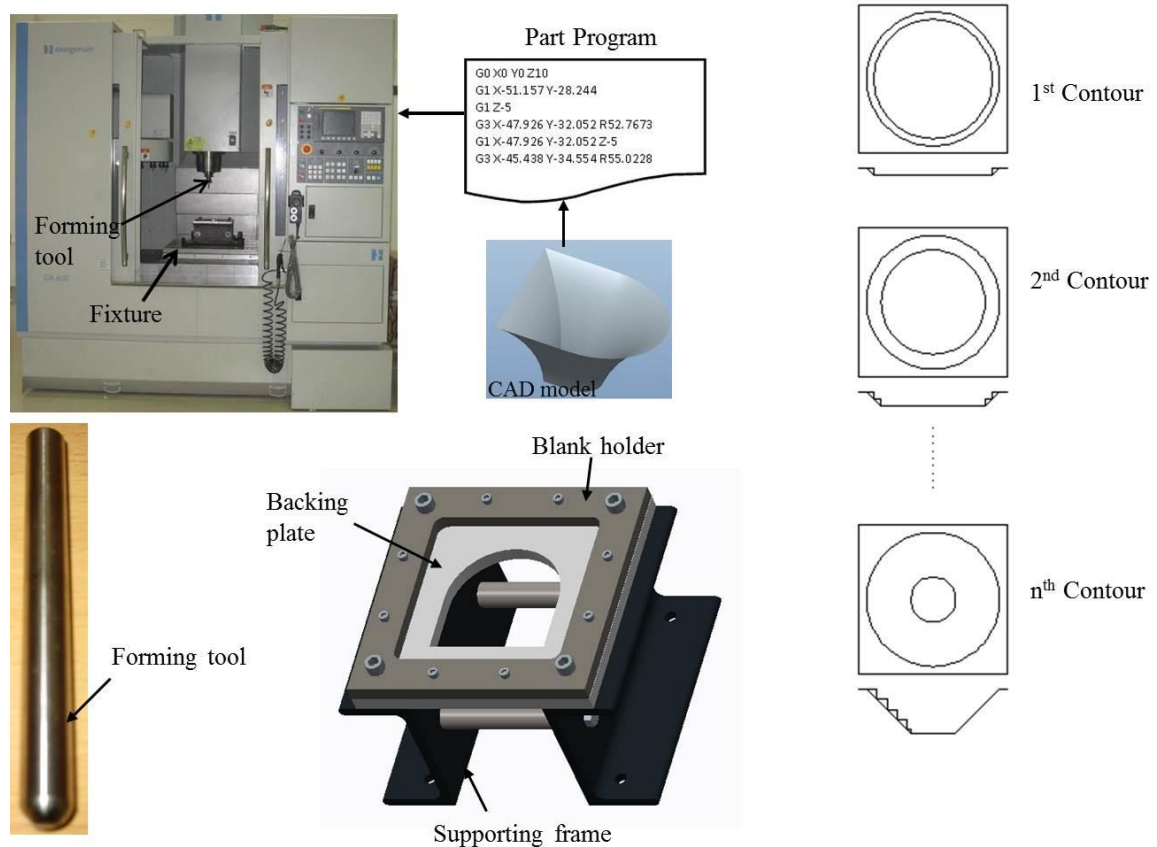 Part Program
G0 X0 Y0 Z10
G1 X-51.157 Y-28.244
G1 Z-5
G3 X-47.926 Y-32.052 R52.7673
G1 X-47.926 Y-32.052 Z-5
G3 X-45.438 Y-34.554 R55.0228
Forming
tool
Fixture
CAD model
1st Contour
2nd Contour
nth Contour
Blank holder
Backing
plate
Forming tool
Supporting frame